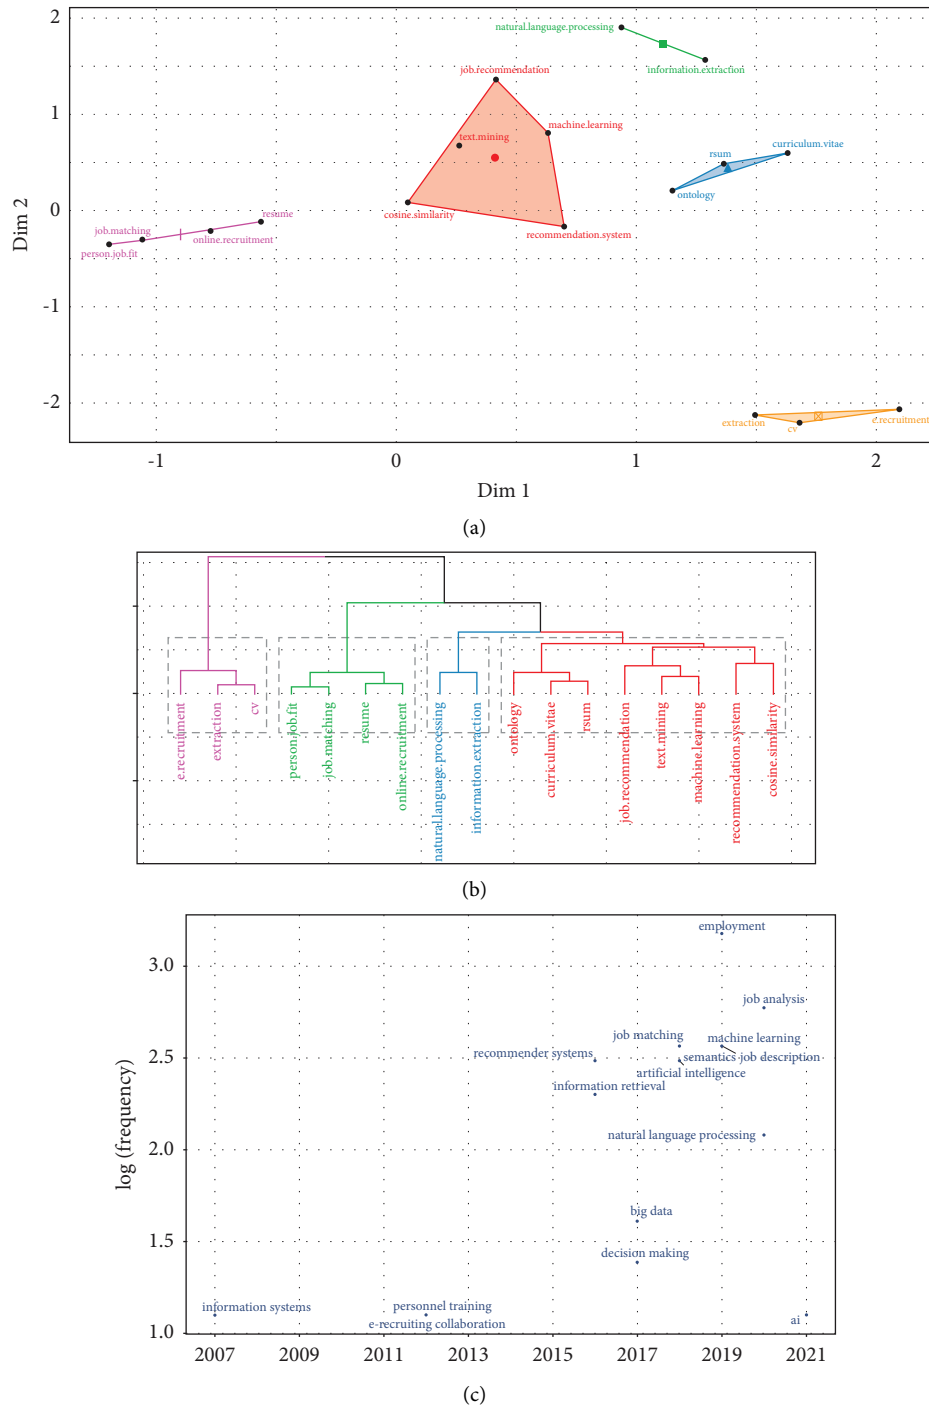 2
natural.language.processing
information.extraction
job.recommendation
1
machine.learning
text.mining
curriculum.vitae
rsum
ontology
Dim 2
0
cosine.similarity
resume
job.matching
online.recruitment
recommendation.system
person.job.fit
-1
-2
extraction
cv
e.recruitment
-1
0
1
2
Dim 1
(a)
e.recruitment
extraction
cv
person.job.fit
job.matching
resume
online.recruitment
natural.language.processing
information.extraction
ontology
curriculum.vitae
rsum
job.recommendation
text.mining
machine.learning
recommendation.system
cosine.similarity
(b)
employment
3.0
job analysis
job matching
machine learning
2.5
recommender systems
semantics job description
artificial intelligence
information retrieval
log (frequency)
2.0
natural language processing
big data
1.5
decision making
information systems
personnel training
e-recruiting collaboration
ai
1.0
2007
2009
2011
2013
2015
2017
2019
2021
(c)